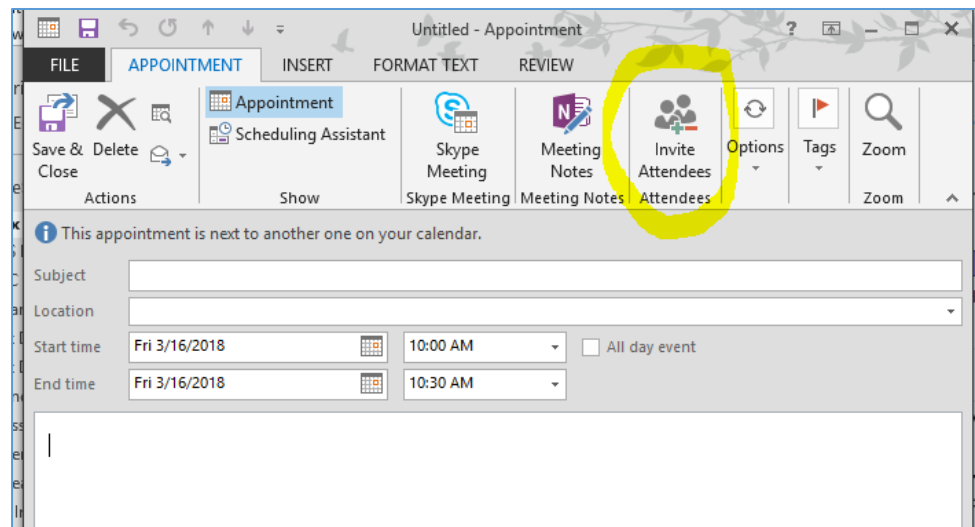 Untitled - Appointment ?
FILE APPOINTMENT INSERT FORMAT TEXT REVIEW
Appointment
Scheduling Assistant
Save & Close
Delete
Skype Meeting
Meeting Notes
Invite Attendees
Options
Tags
Zoom
Actions Show Skype Meeting Meeting Notes Attendees Zoom
This appointment is next to another one on your calendar.
Subject
Location
Start time Fri 3/16/2018 10:00 AM All day event
End time Fri 3/16/2018 10:30 AM